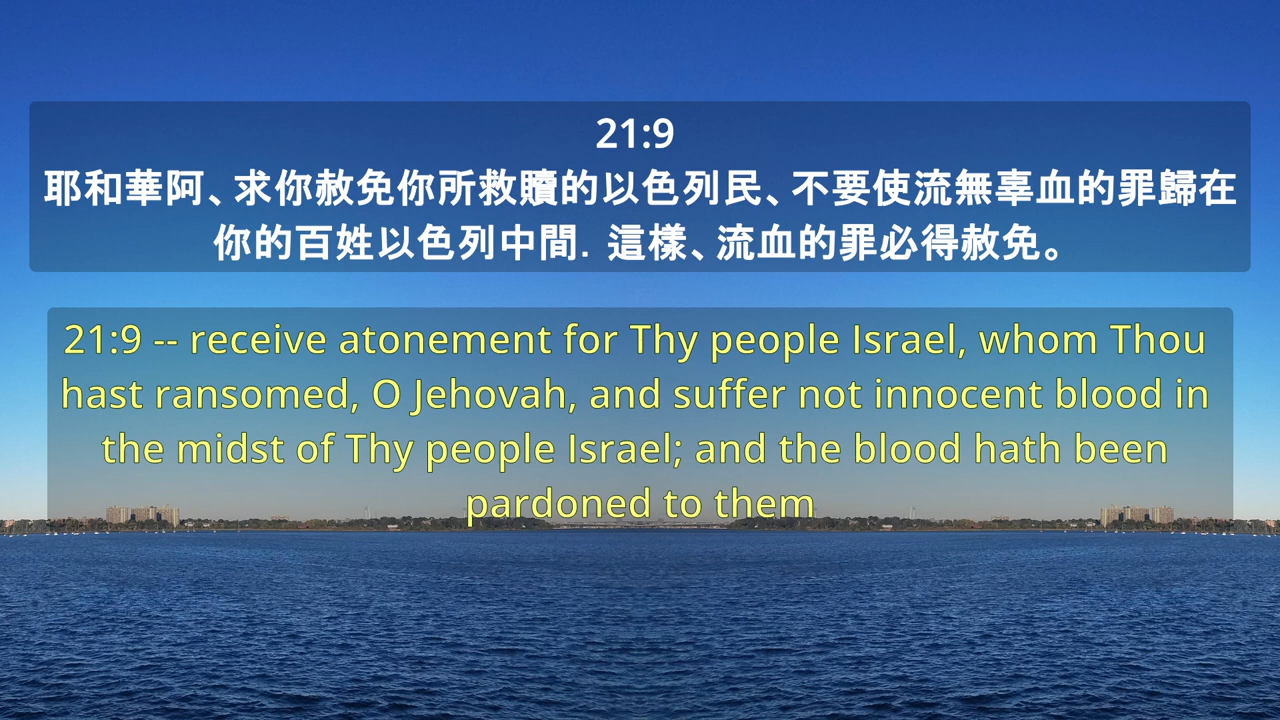 21:9
耶和華阿、求你赦免你所救贖的以色列民、不要使流無辜血的罪歸在
你的百姓以色列中間. 這樣、流血的罪必得赦免。
21:9 -- receive atonement for Thy people Israel, whom Thou
hast ransomed, O Jehovah, and suffer not innocent blood in
the midst of Thy people Israel; and the blood hath been
pardoned to them